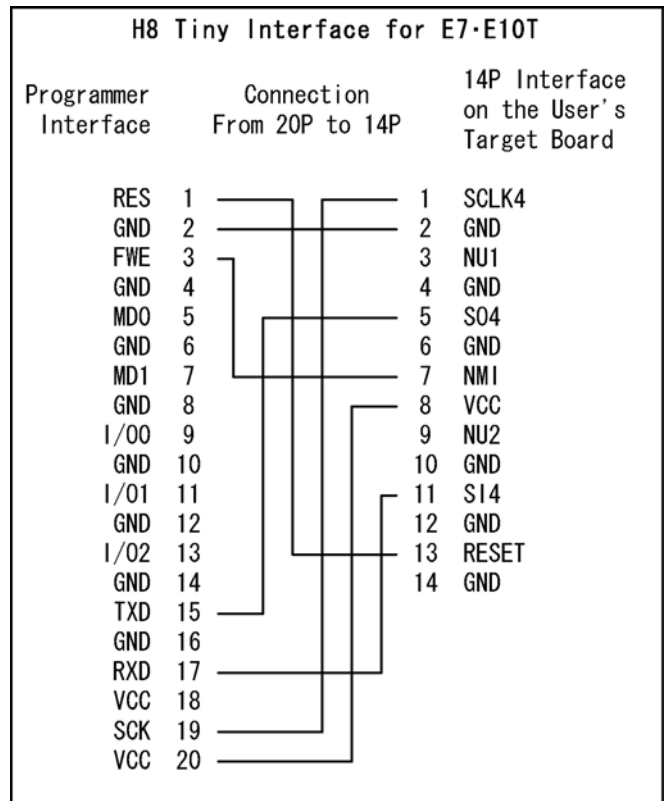 H8 Tiny Interface for E7·E10T
Programmer
Interface
Connection
From 20P to 14P
14P Interface
on the User's
Target Board
RES 1 1 SCLK4
GND 2 2 GND
FWE 3 3 NU1
GND 4 4 GND
MD0 5 5 SO4
GND 6 6 GND
MD1 7 7 NMI
GND 8 8 VCC
I/O0 9 9 NU2
GND 10 10 GND
I/O1 11 11 SI4
GND 12 12 GND
I/O2 13 13 RESET
GND 14 14 GND
TXD 15
GND 16
RXD 17
VCC 18
SCK 19
VCC 20